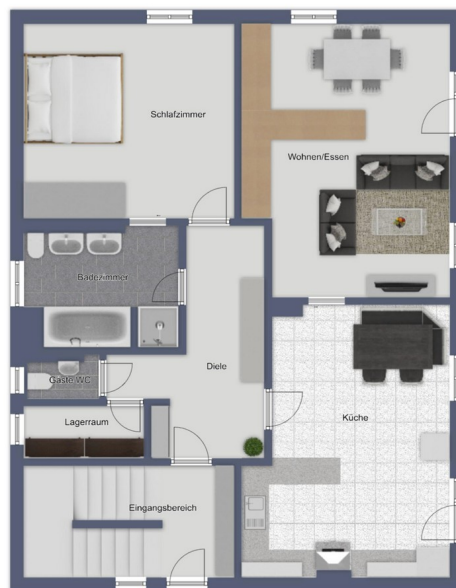 Schlafzimmer
Wohnen/Essen
Badezimmer
Gäste WC
Diele
Lagerraum
Küche
Eingangsbereich